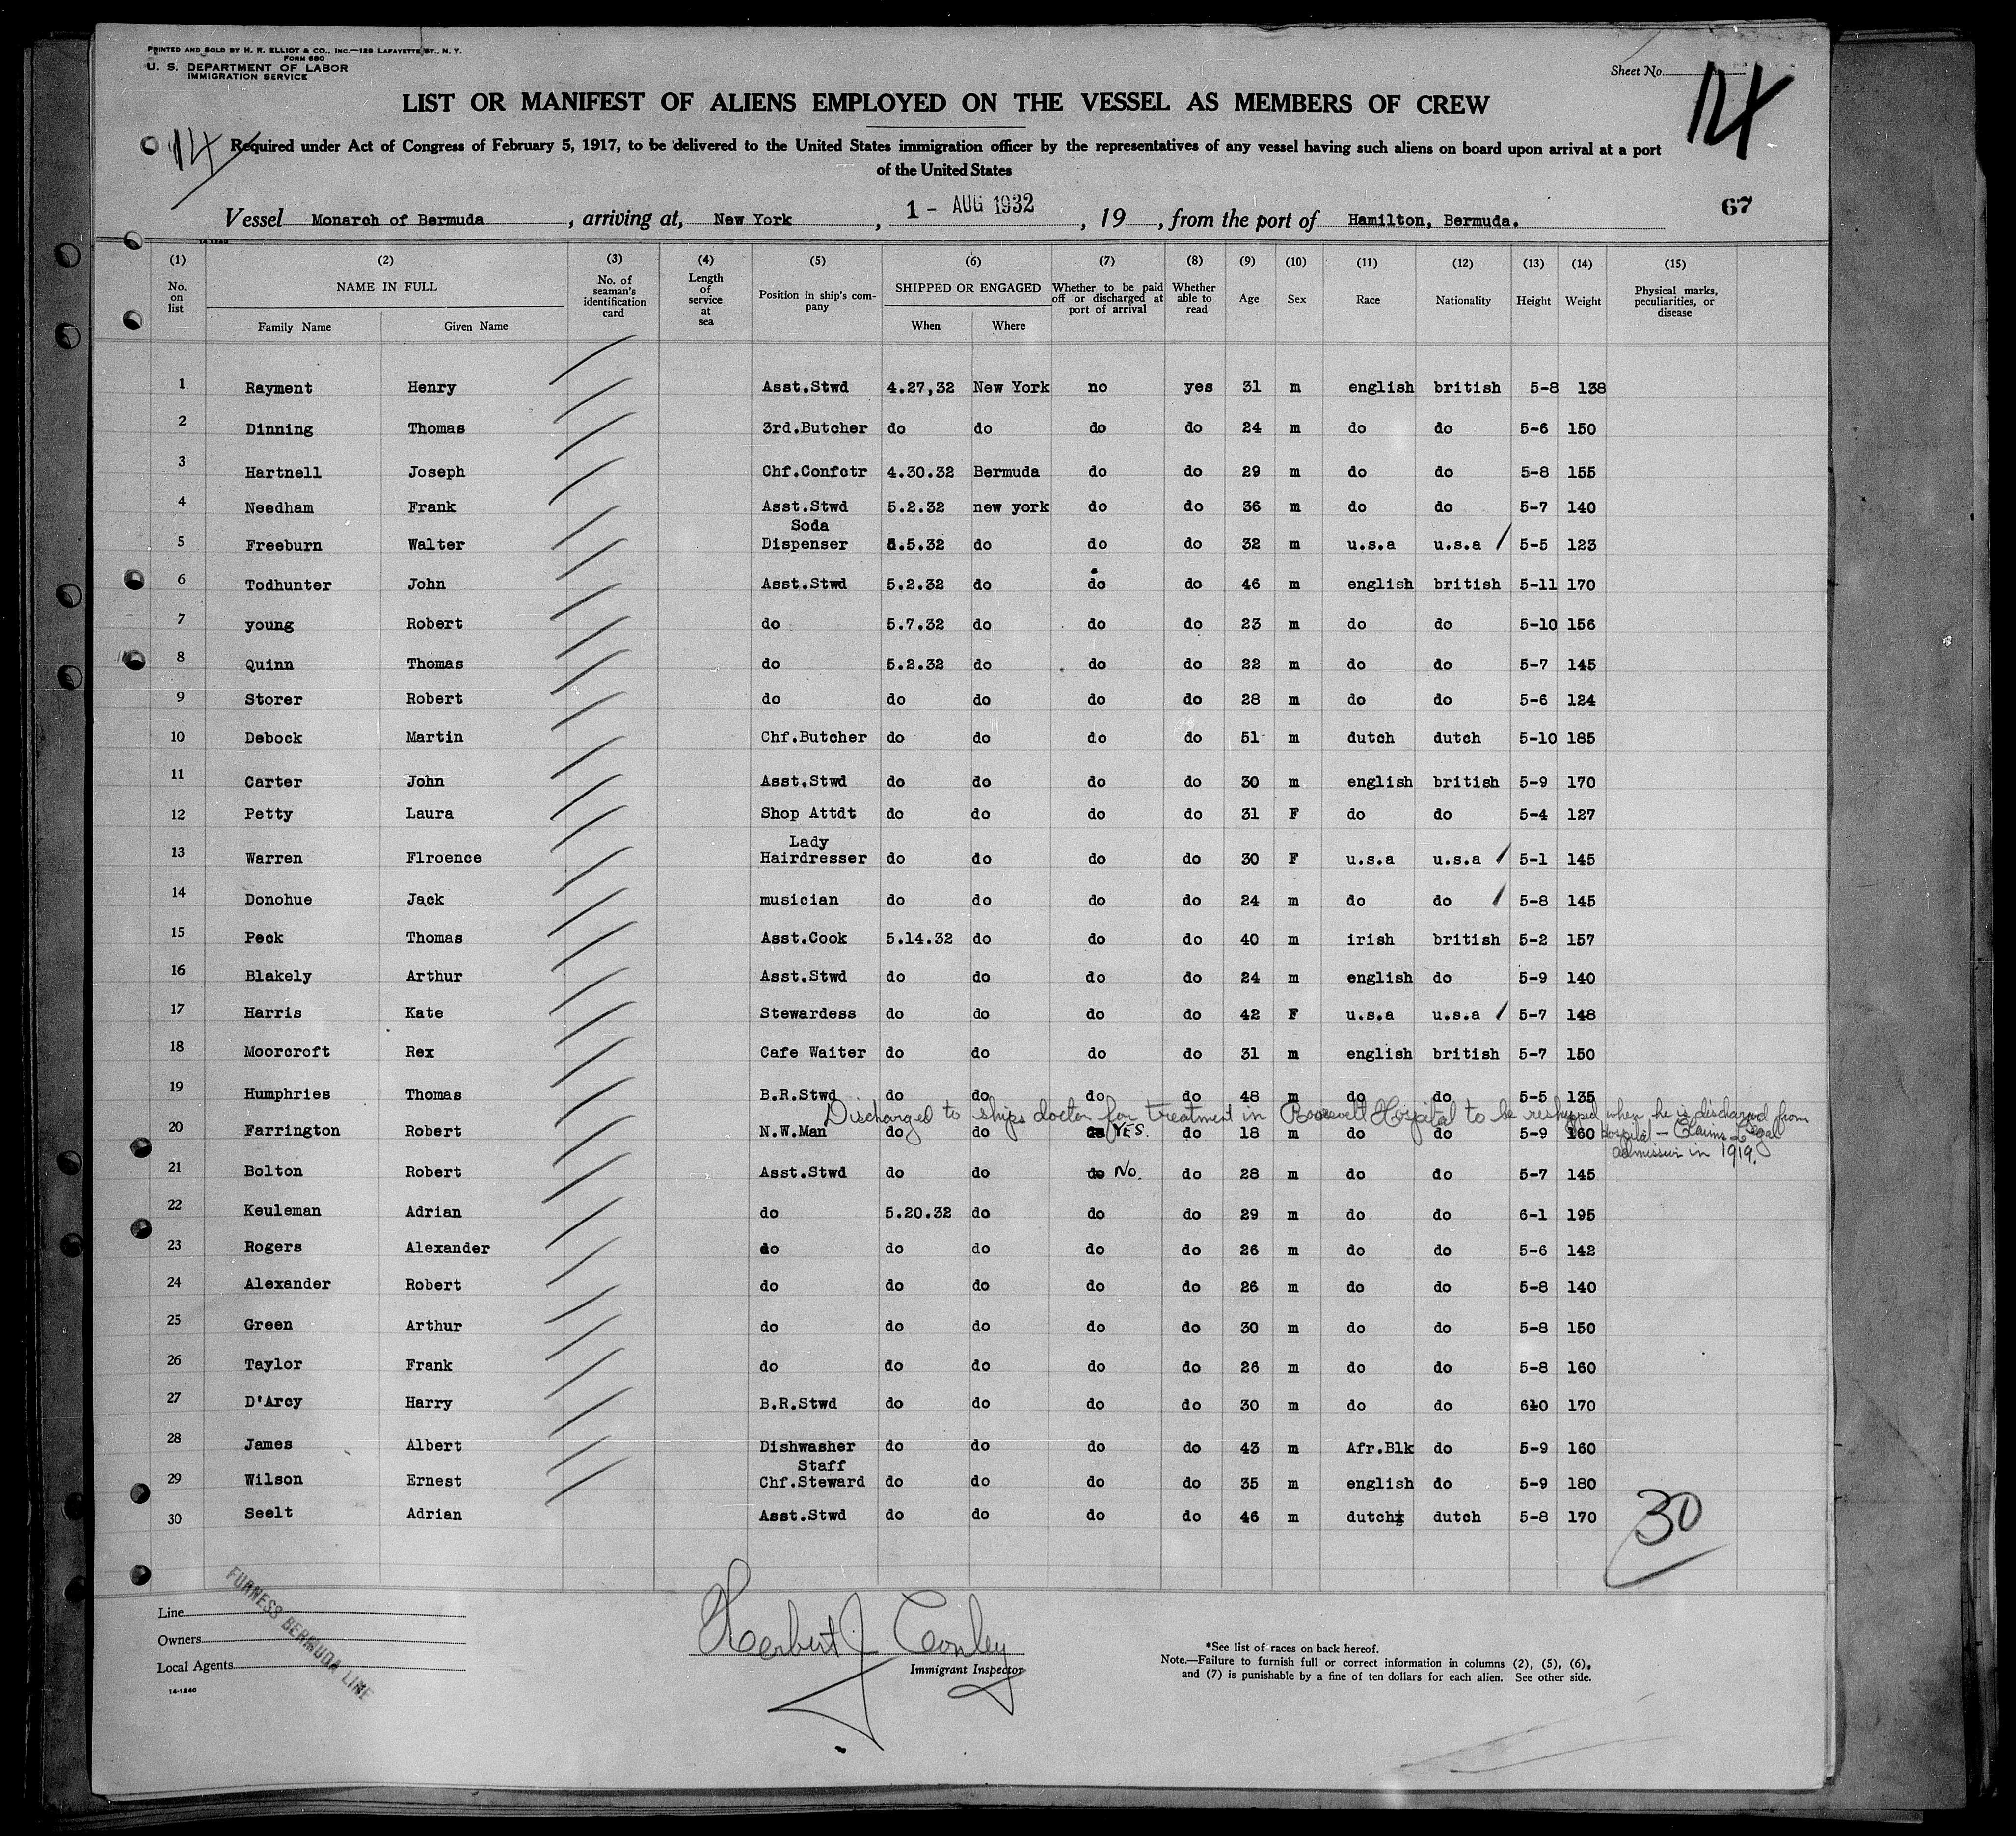 PRINTED AND SOLD BY H. R. ELLIOT & CO., INC.—129 LAFAYETTE ST., N. Y.
FORM 680
U. S. DEPARTMENT OF LABOR
IMMIGRATION SERVICE
Sheet No. 14
LIST OR MANIFEST OF ALIENS EMPLOYED ON THE VESSEL AS MEMBERS OF CREW
14
Required under Act of Congress of February 5, 1917, to be delivered to the United States immigration officer by the representatives of any vessel having such aliens on board upon arrival at a port
of the United States
Vessel Monarch of Bermuda, arriving at, New York, 1 - AUG 1932, 19 , from the port of Hamilton, Bermuda. 67
14-1240
(1) (2) (3) (4) (5) (6) (7) (8) (9) (10) (11) (12) (13) (14) (15)
No. on list NAME IN FULL No. of seaman's identification card Length of service at sea Position in ship's company SHIPPED OR ENGAGED Whether to be paid off or discharged at port of arrival Whether able to read Age Sex Race Nationality Height Weight Physical marks, peculiarities, or disease
Family Name Given Name When Where
1 Rayment Henry Asst.Stwd 4.27,32 New York no yes 31 m english british 5-8 138
2 Dinning Thomas 3rd.Butcher do do do do 24 m do do 5-6 150
3 Hartnell Joseph Chf.Confctr 4.30.32 Bermuda do do 29 m do do 5-8 155
4 Needham Frank Asst.Stwd 5.2.32 new york do do 36 m do do 5-7 140
Soda
5 Freeburn Walter Dispenser 5.5.32 do do do 32 m u.s.a u.s.a 5-5 123
6 Todhunter John Asst.Stwd 5.2.32 do do do 46 m english british 5-11 170
7 young Robert do 5.7.32 do do do 23 m do do 5-10 156
8 Quinn Thomas do 5.2.32 do do do 22 m do do 5-7 145
9 Storer Robert do do do do do 28 m do do 5-6 124
10 Debock Martin Chf.Butcher do do do do 51 m dutch dutch 5-10 185
11 Carter John Asst.Stwd do do do do 30 m english british 5-9 170
12 Petty Laura Shop Attdt do do do do 31 F do do 5-4 127
Lady
13 Warren Flroence Hairdresser do do do do 30 F u.s.a u.s.a 5-1 145
14 Donohue Jack musician do do do do 24 m do do 5-8 145
15 Peck Thomas Asst.Cook 5.14.32 do do do 40 m irish british 5-2 157
16 Blakely Arthur Asst.Stwd do do do do 24 m english do 5-9 140
17 Harris Kate Stewardess do do do do 42 F u.s.a u.s.a 5-7 148
18 Moorcroft Rex Cafe Waiter do do do do 31 m english british 5-7 150
19 Humphries Thomas B.R.Stwd do do do do 48 m do do 5-5 135
Discharged to ships doctor for treatment in Roosevelt Hospital to be reshipped when he is discharged from
hospital - Claims legal
admission in 1919.
20 Farrington Robert N.W.Man do do do YES. do 18 m do do 5-9 160
21 Bolton Robert Asst.Stwd do do do No. do 28 m do do 5-7 145
22 Keuleman Adrian do 5.20.32 do do do 29 m do do 6-1 195
23 Rogers Alexander do do do do do 26 m do do 5-6 142
24 Alexander Robert do do do do do 26 m do do 5-8 140
25 Green Arthur do do do do do 30 m do do 5-8 150
26 Taylor Frank do do do do do 26 m do do 5-8 160
27 D'Arcy Harry B.R.Stwd do do do do 30 m do do 6-0 170
28 James Albert Dishwasher do do do do 43 m Afr.Blk do 5-9 160
Staff
29 Wilson Ernest Chf.Steward do do do do 35 m english do 5-9 180
30 Seelt Adrian Asst.Stwd do do do do 46 m dutch dutch 5-8 170
30
Line
Owners
Local Agents
FURNESS BERMUDA LINE
14-1240
Herbert J Conley
Immigrant Inspector
*See list of races on back hereof.
Note.—Failure to furnish full or correct information in columns (2), (5), (6),
and (7) is punishable by a fine of ten dollars for each alien. See other side.